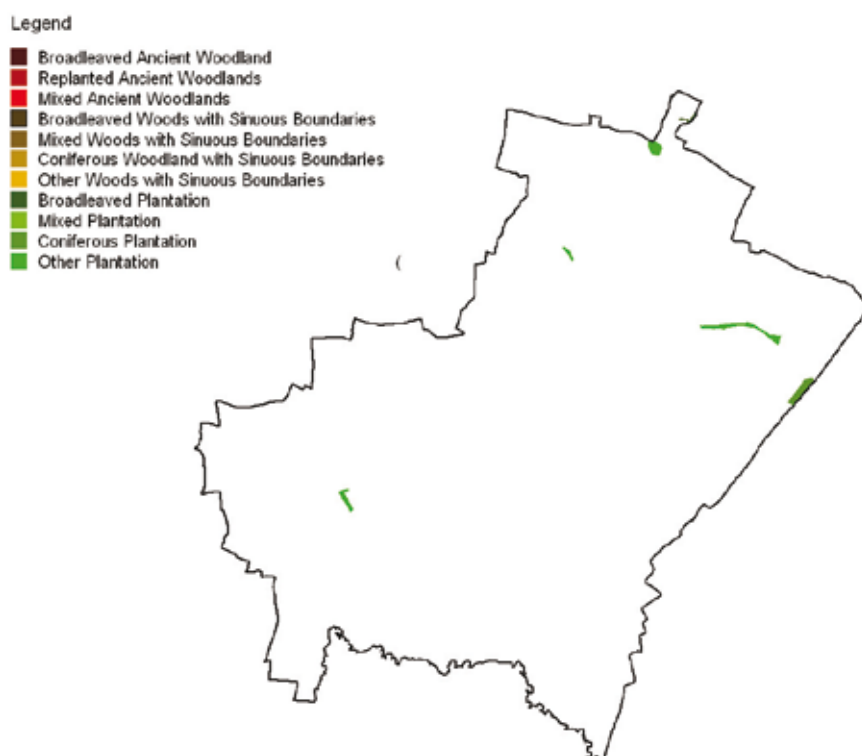 Legend
Broadleaved Ancient Woodland
Replanted Ancient Woodlands
Mixed Ancient Woodlands
Broadleaved Woods with Sinuous Boundaries
Mixed Woods with Sinuous Boundaries
Coniferous Woodland with Sinuous Boundaries
Other Woods with Sinuous Boundaries
Broadleaved Plantation
Mixed Plantation
Coniferous Plantation
Other Plantation